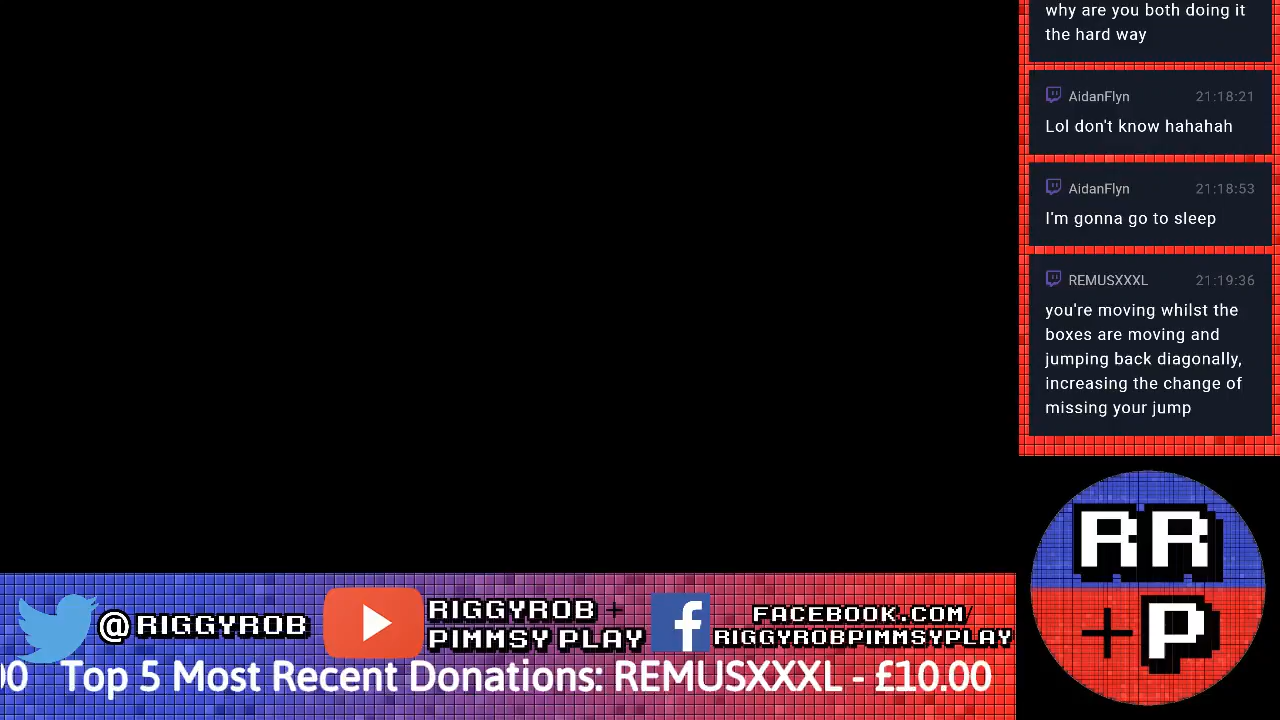 why are you both doing it
the hard way
AidanFlyn 21:18:21
Lol don't know hahahah
AidanFlyn 21:18:53
I'm gonna go to sleep
REMUSXXXL 21:19:36
you're moving whilst the
boxes are moving and
jumping back diagonally,
increasing the change of
missing your jump
RR
+P
@RIGGYROB
RIGGYROB +
PIMMSY PLAY
FACEBOOK.COM/
RIGGYROBPIMMSYPLAY
00 Top 5 Most Recent Donations: REMUSXXXL - £10.00